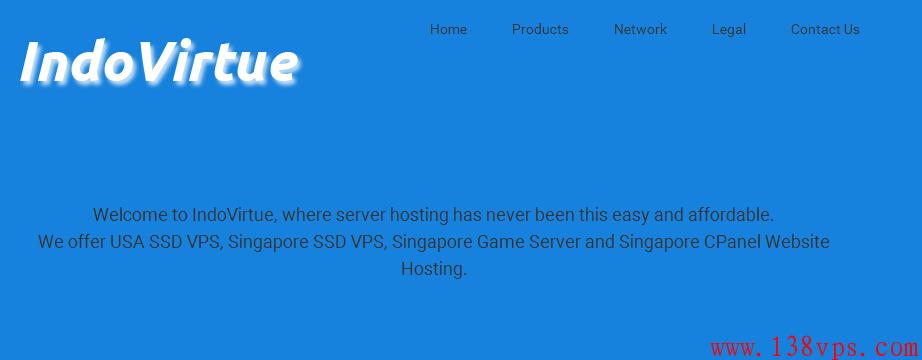 IndoVirtue
Home Products Network Legal Contact Us
Welcome to IndoVirtue, where server hosting has never been this easy and affordable.
We offer USA SSD VPS, Singapore SSD VPS, Singapore Game Server and Singapore CPanel Website
Hosting.
www.138vps.com